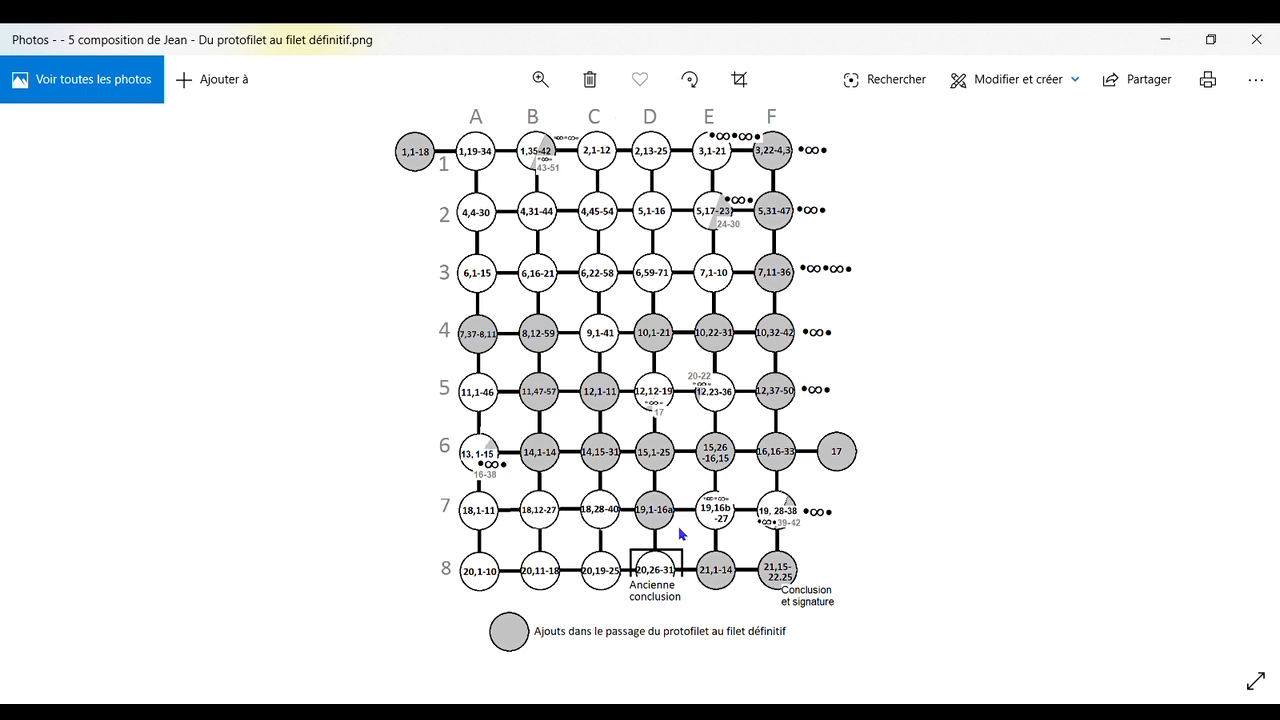 Photos - - 5 composition de Jean - Du protofilet au filet définitif.png
Voir toutes les photos
Ajouter à
Rechercher
Modifier et créer
Partager
A B C D E F
•∞•∞•
1,1-18 1,19-34 1,35-42 2,1-12 2,13-25 3,1-21 3,22-4,3 •∞•
1
43-51
•∞•
2 4,4-30 4,31-44 4,45-54 5,1-16 5,17-23 5,31-47 •∞•
24-30
3 6,1-15 6,16-21 6,22-58 6,59-71 7,1-10 7,11-36 •∞•∞•
4 7,37-8,11 8,12-59 9,1-41 10,1-21 10,22-31 10,32-42 •∞•
20-22
5 11,1-46 11,47-57 12,1-11 12,12-19 12,23-36 12,37-50 •∞•
17
6 13, 1-15 14,1-14 14,15-31 15,1-25 15,26 -16,15 16,16-33 17
•∞•
16-38
7 18,1-11 18,12-27 18,28-40 19,1-16a 19,16b -27 19, 28-38 •∞•
•∞•39-42
8 20,1-10 20,11-18 20,19-25 20,26-31 21,1-14 21,15- 22.25
Ancienne
conclusion
Conclusion
et signature
Ajouts dans le passage du protofilet au filet définitif